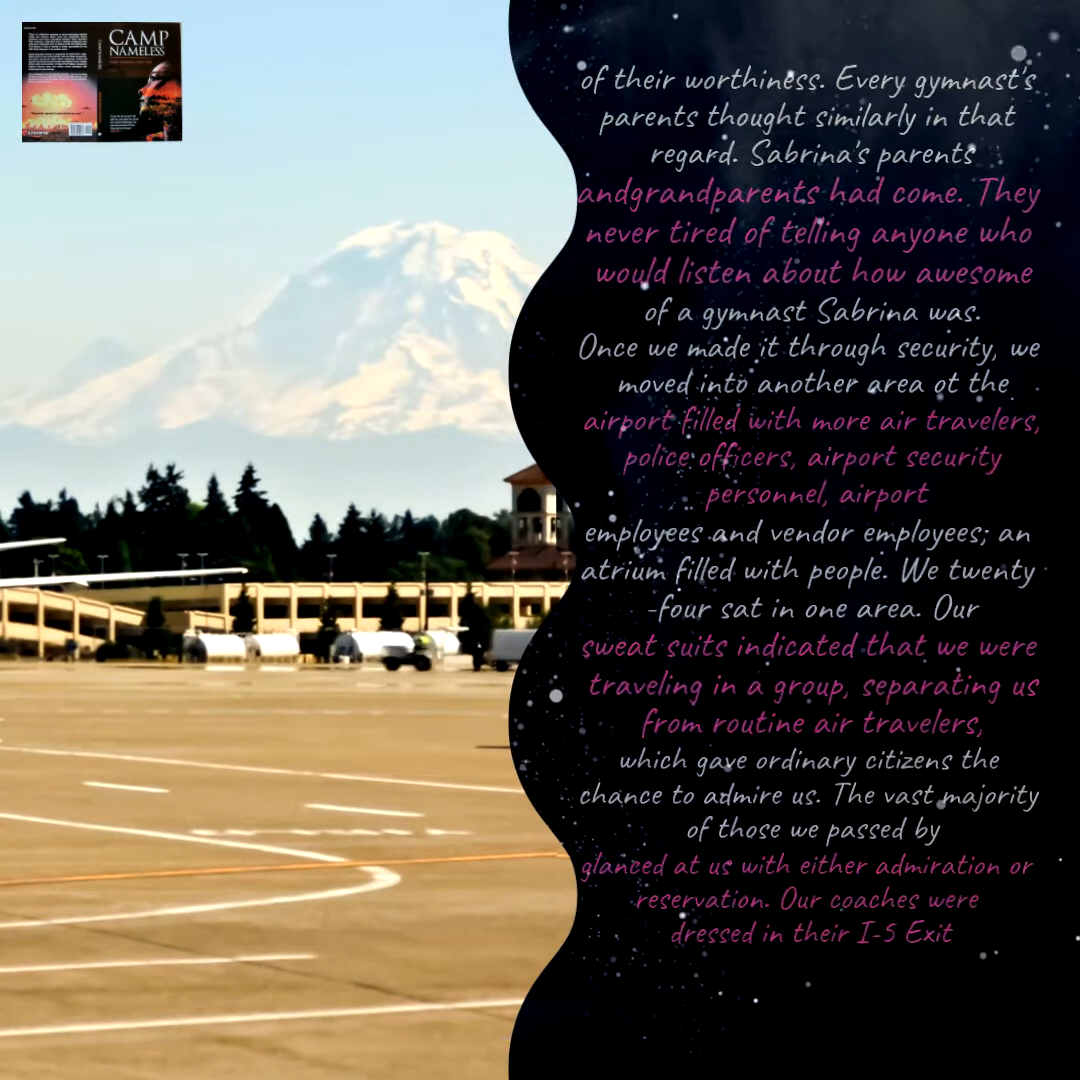 CAMP
NAMELESS
iUniverse
of their worthiness. Every gymnast's
parents thought similarly in that
regard. Sabrina's parents
andgrandparents had come. They
never tired of telling anyone who
would listen about how awesome
of a gymnast Sabrina was.
Once we made it through security, we
moved into another area ot the
airport filled with more air travelers,
police officers, airport security
personnel, airport
employees and vendor employees; an
atrium filled with people. We twenty
-four sat in one area. Our
sweat suits indicated that we were
traveling in a group, separating us
from routine air travelers,
which gave ordinary citizens the
chance to admire us. The vast majority
of those we passed by
glanced at us with either admiration or
reservation. Our coaches were
dressed in their I-5 Exit